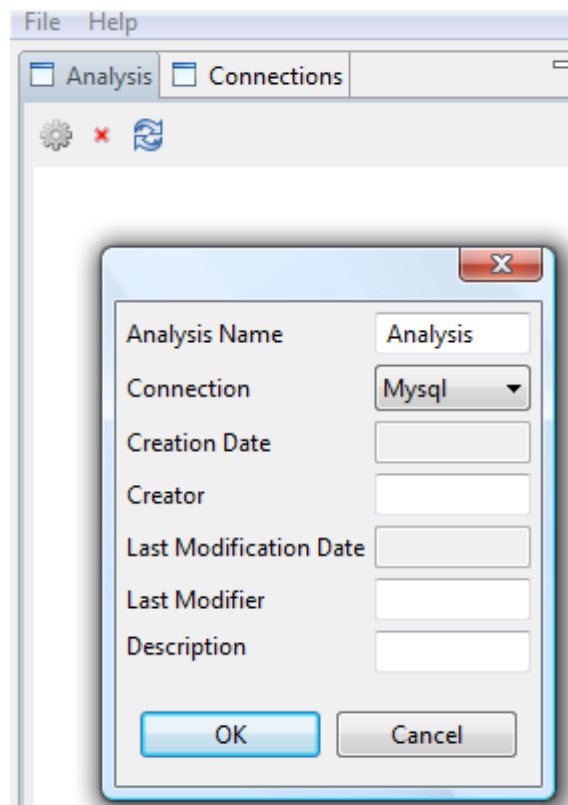 File Help
Analysis Connections
Analysis Name Analysis
Connection Mysql
Creation Date
Creator
Last Modification Date
Last Modifier
Description
OK Cancel